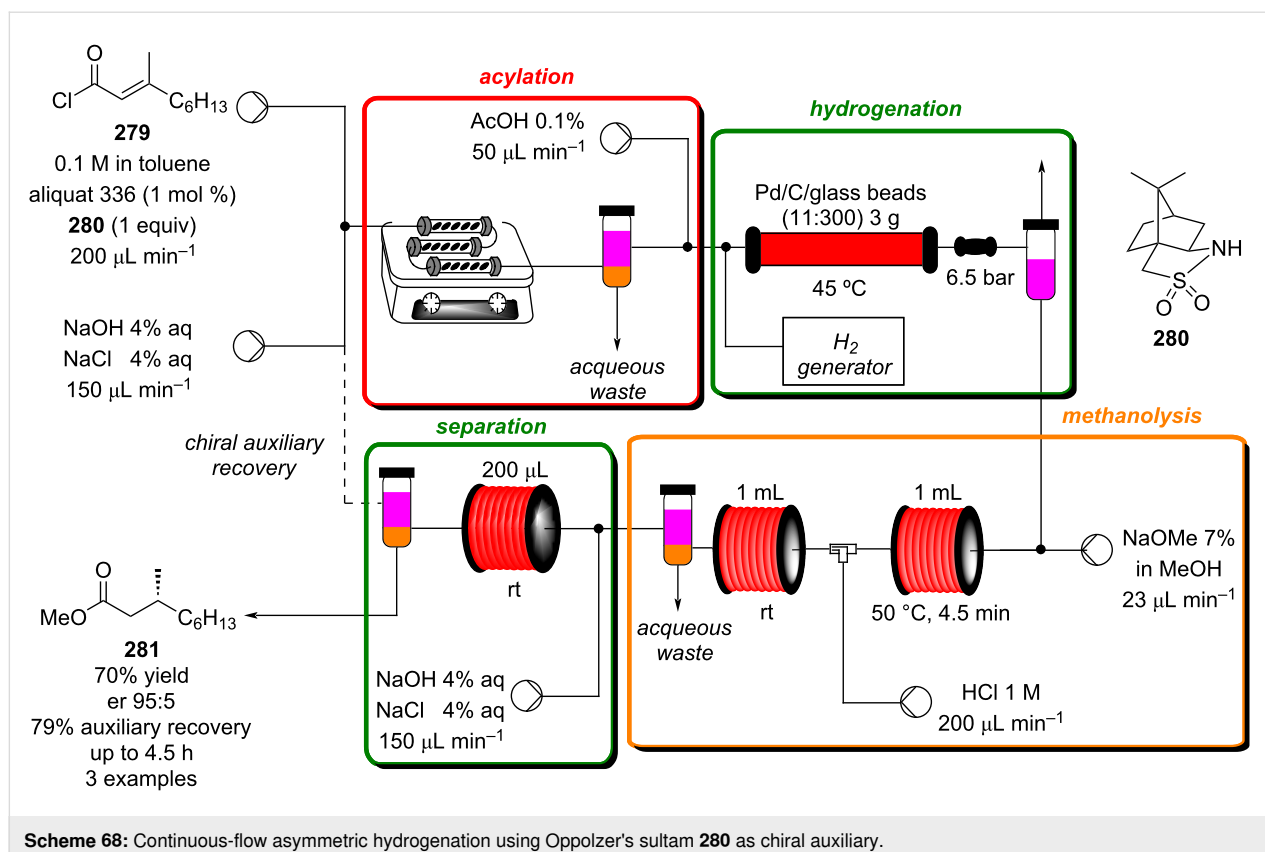 O
Cl
C6H13
279
0.1 M in toluene
aliquat 336 (1 mol %)
280 (1 equiv)
200 μL min–1
NaOH 4% aq
NaCl 4% aq
150 μL min–1
acylation
AcOH 0.1%
50 μL min–1
acqueous
waste
hydrogenation
Pd/C/glass beads
(11:300) 3 g
45 ºC
6.5 bar
H2
generator
NH
S
O
O
280
methanolysis
1 mL
1 mL
rt
50 °C, 4.5 min
NaOMe 7%
in MeOH
23 μL min–1
HCl 1 M
200 μL min–1
acqueous
waste
separation
200 μL
rt
NaOH 4% aq
NaCl 4% aq
150 μL min–1
chiral auxiliary
recovery
O
MeO
C6H13
281
70% yield
er 95:5
79% auxiliary recovery
up to 4.5 h
3 examples
Scheme 68: Continuous-flow asymmetric hydrogenation using Oppolzer's sultam 280 as chiral auxiliary.